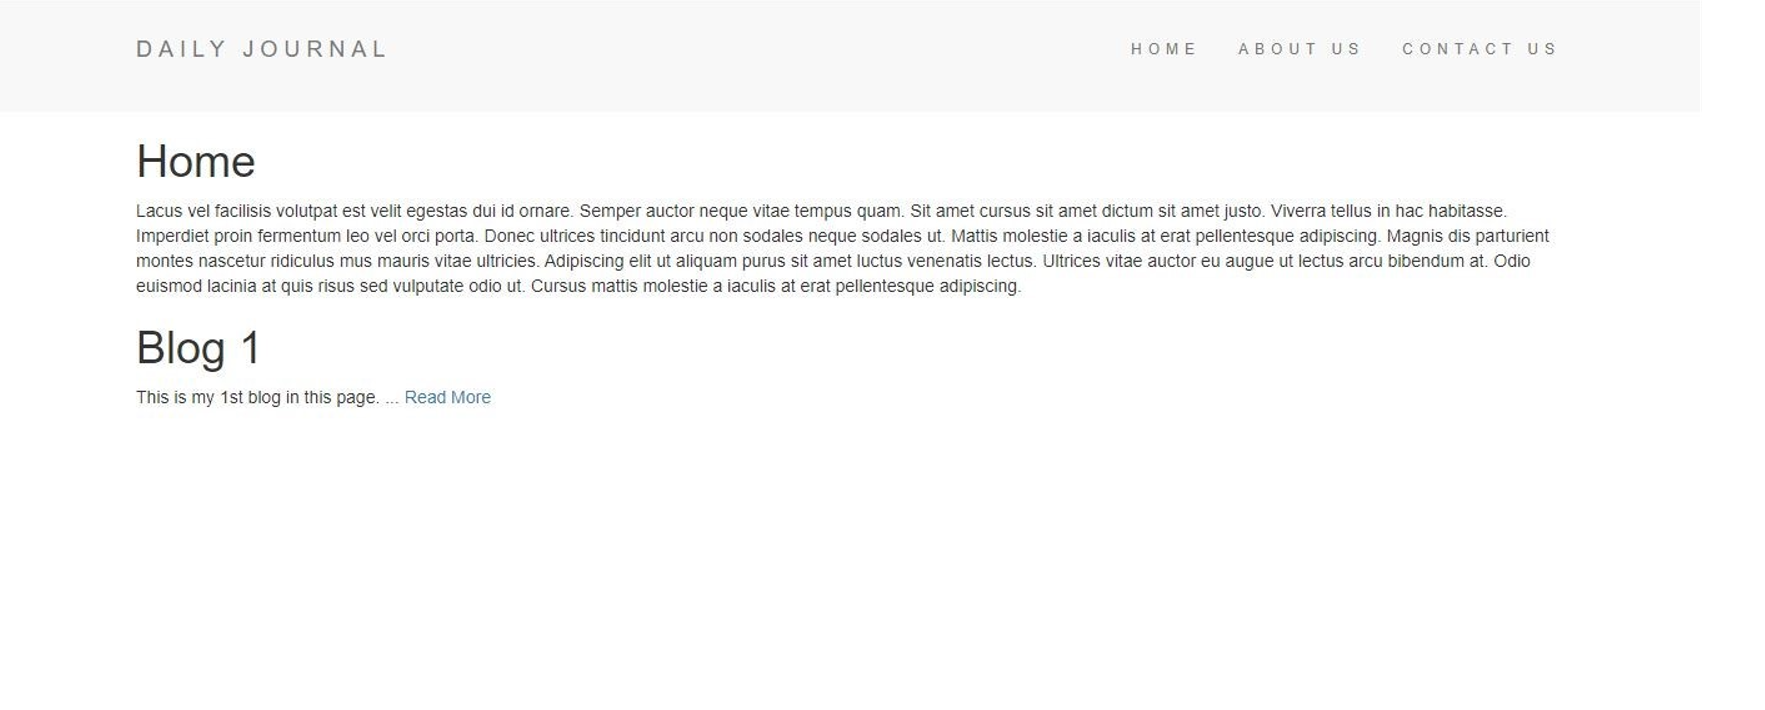 DAILY JOURNAL
HOME ABOUT US CONTACT US
Home
Lacus vel facilisis volutpat est velit egestas dui id ornare. Semper auctor neque vitae tempus quam. Sit amet cursus sit amet dictum sit amet justo. Viverra tellus in hac habitasse.
Imperdiet proin fermentum leo vel orci porta. Donec ultrices tincidunt arcu non sodales neque sodales ut. Mattis molestie a iaculis at erat pellentesque adipiscing. Magnis dis parturient
montes nascetur ridiculus mus mauris vitae ultricies. Adipiscing elit ut aliquam purus sit amet luctus venenatis lectus. Ultrices vitae auctor eu augue ut lectus arcu bibendum at. Odio
euismod lacinia at quis risus sed vulputate odio ut. Cursus mattis molestie a iaculis at erat pellentesque adipiscing.
Blog 1
This is my 1st blog in this page. ... Read More